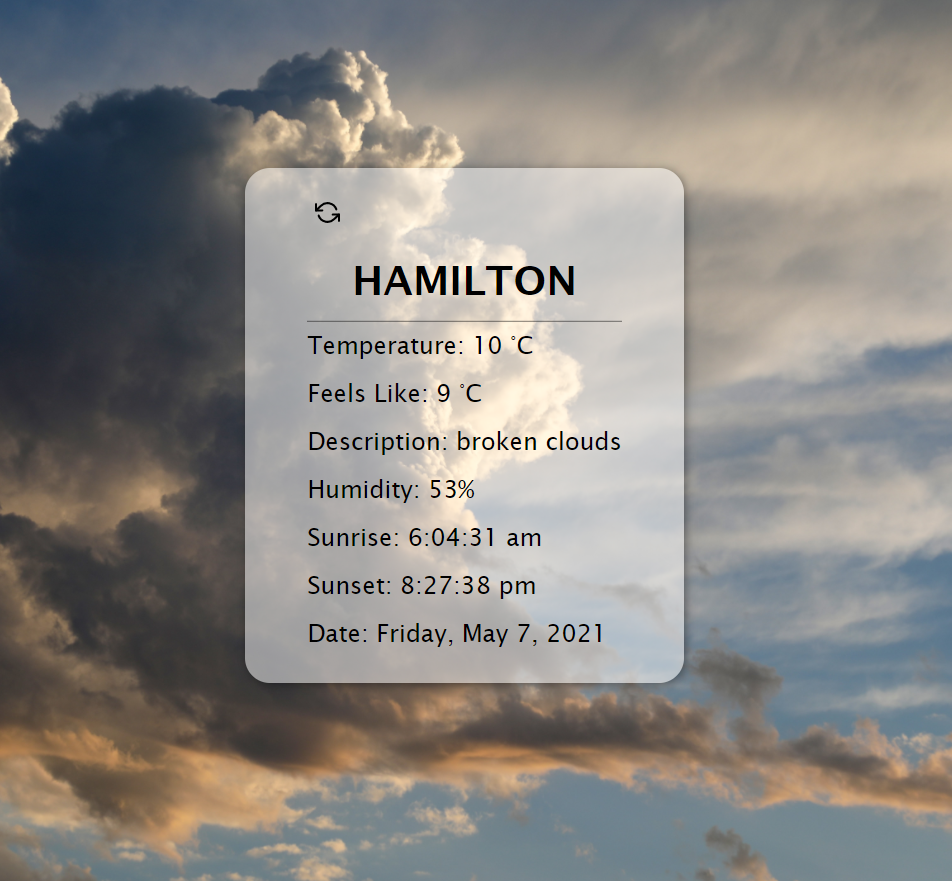 HAMILTON
Temperature: 10 °C
Feels Like: 9 °C
Description: broken clouds
Humidity: 53%
Sunrise: 6:04:31 am
Sunset: 8:27:38 pm
Date: Friday, May 7, 2021